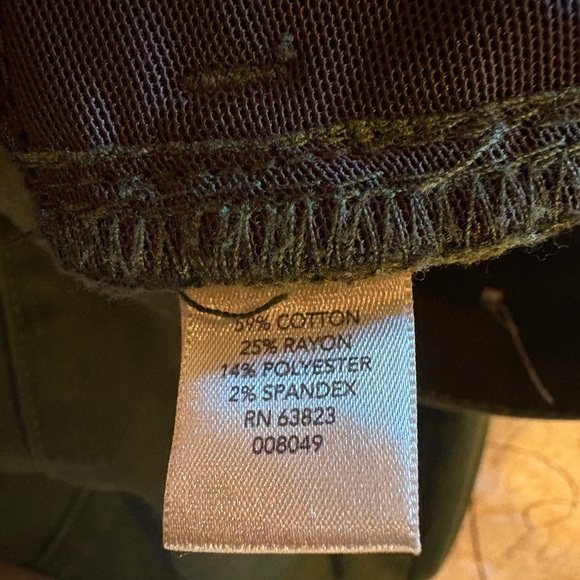 59% COTTON
25% RAYON
14% POLYESTER
2% SPANDEX
RN 63823
008049